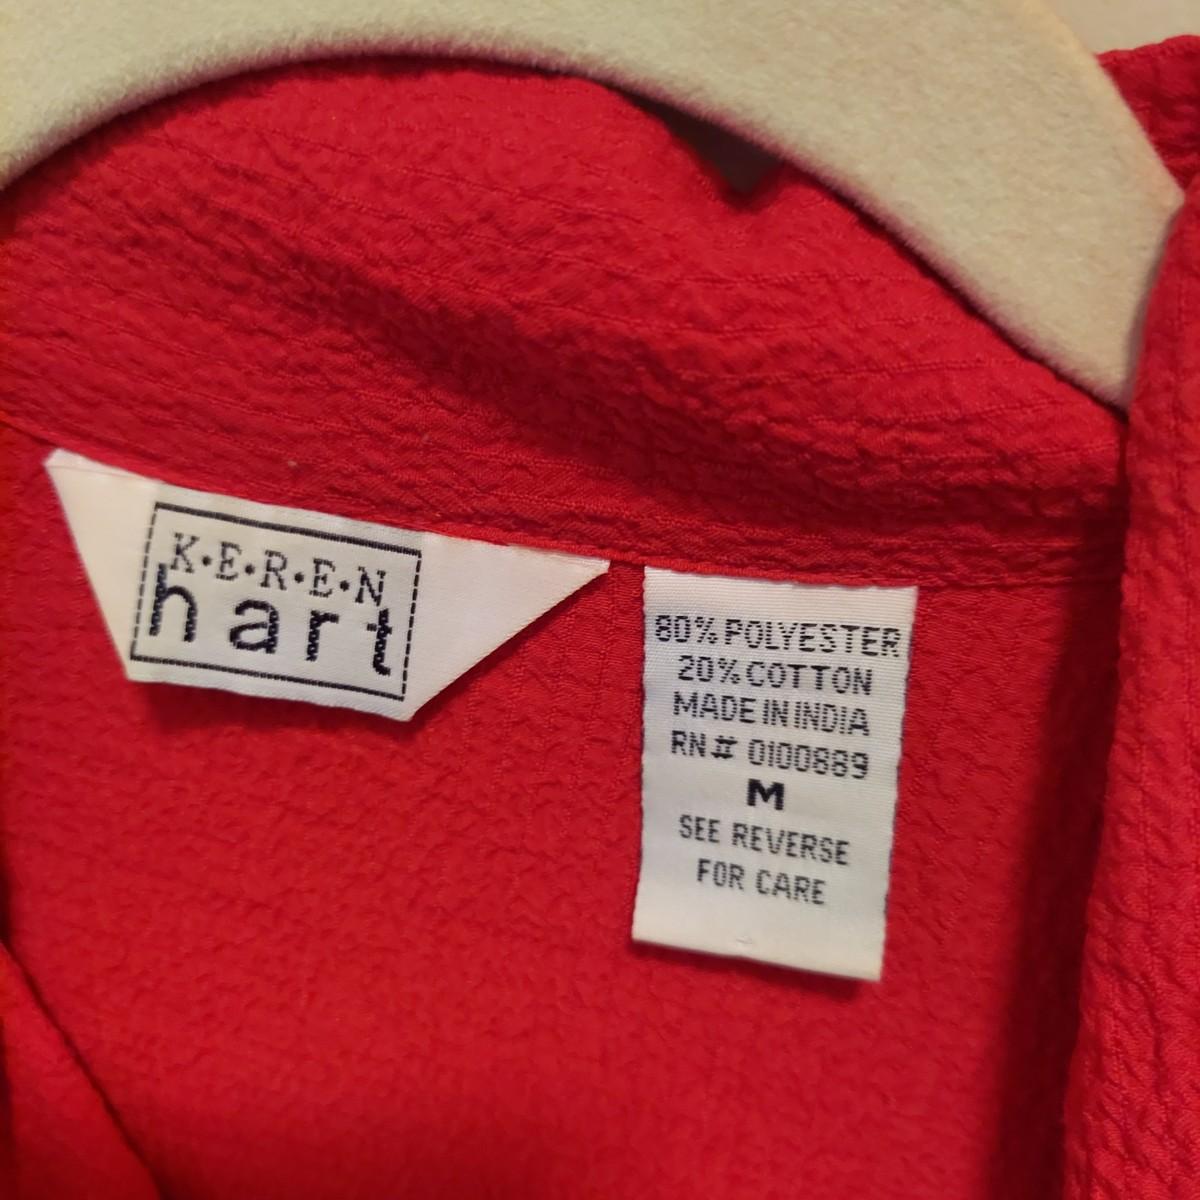 K·E·R·E·N
hart
80% POLYESTER
20% COTTON
MADE IN INDIA
RN# 0100889
M
SEE REVERSE
FOR CARE